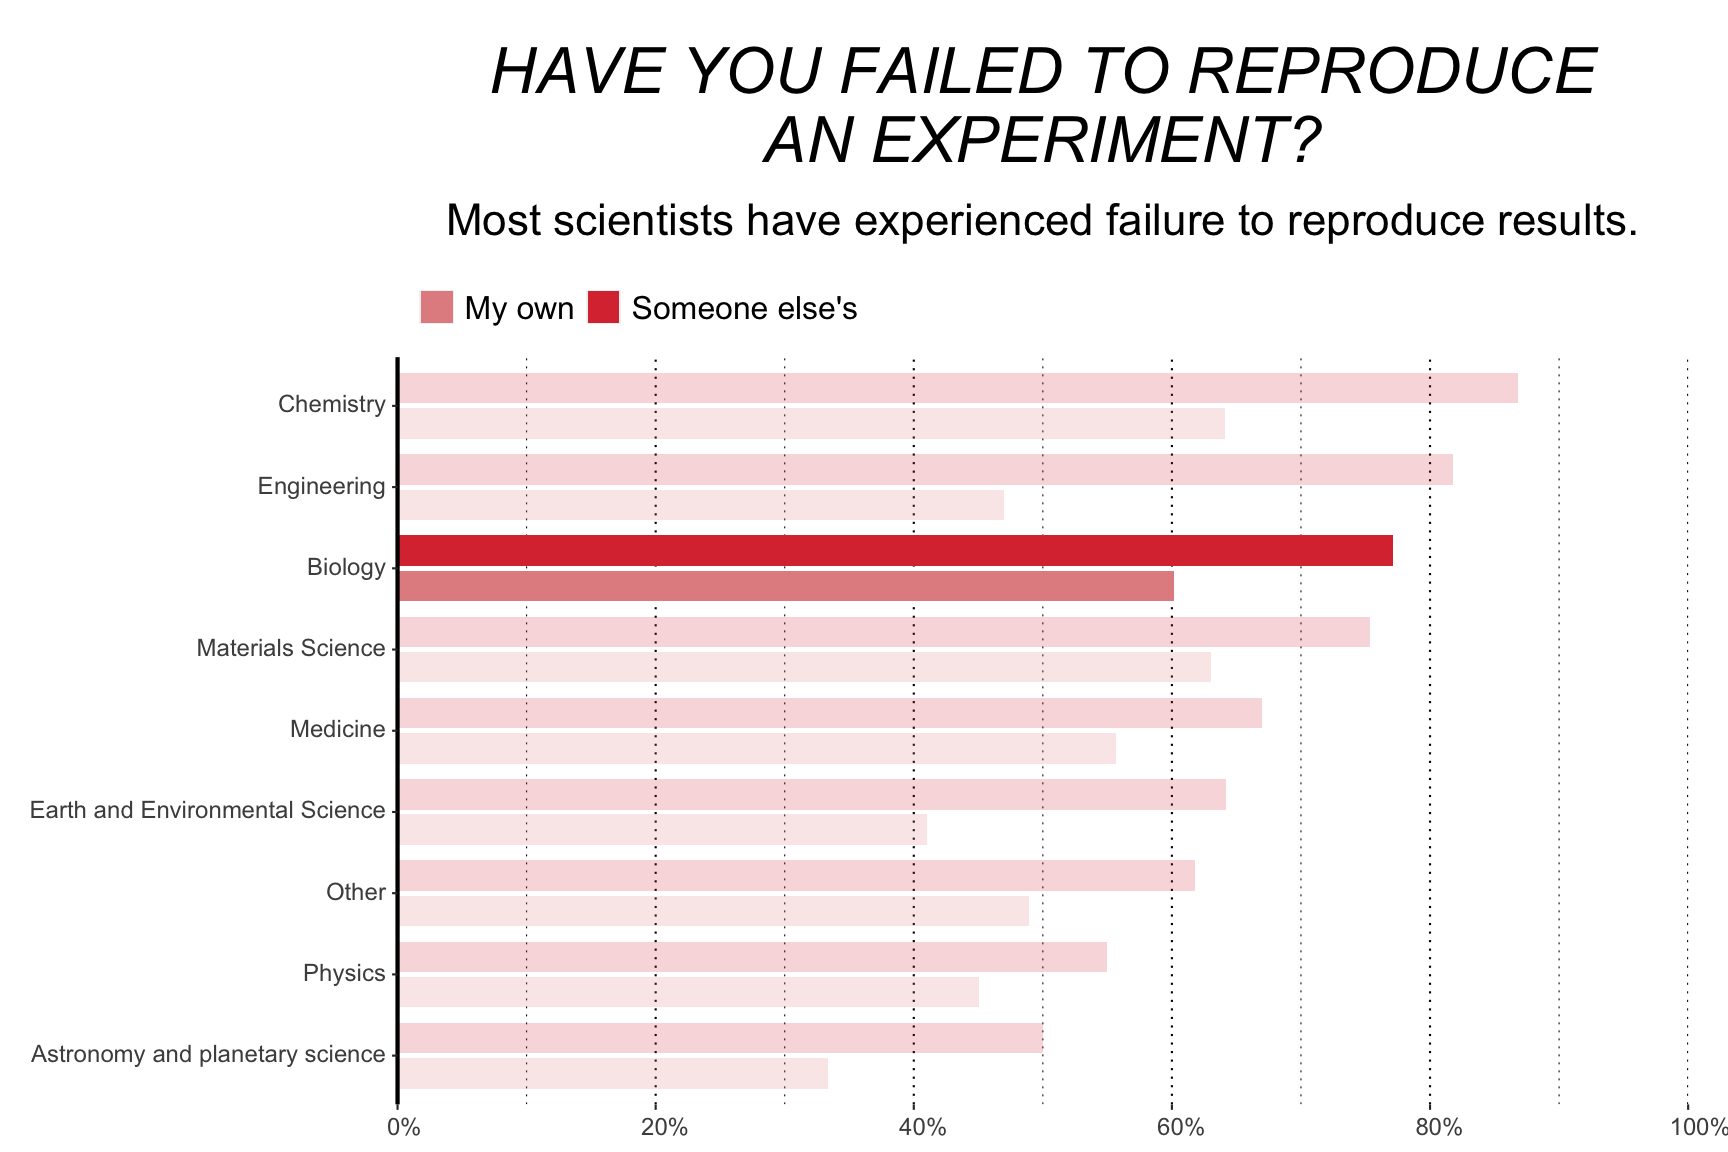 HAVE YOU FAILED TO REPRODUCE
AN EXPERIMENT?
Most scientists have experienced failure to reproduce results.
My own Someone else's
Chemistry
Engineering
Biology
Materials Science
Medicine
Earth and Environmental Science
Other
Physics
Astronomy and planetary science
0% 20% 40% 60% 80% 100%